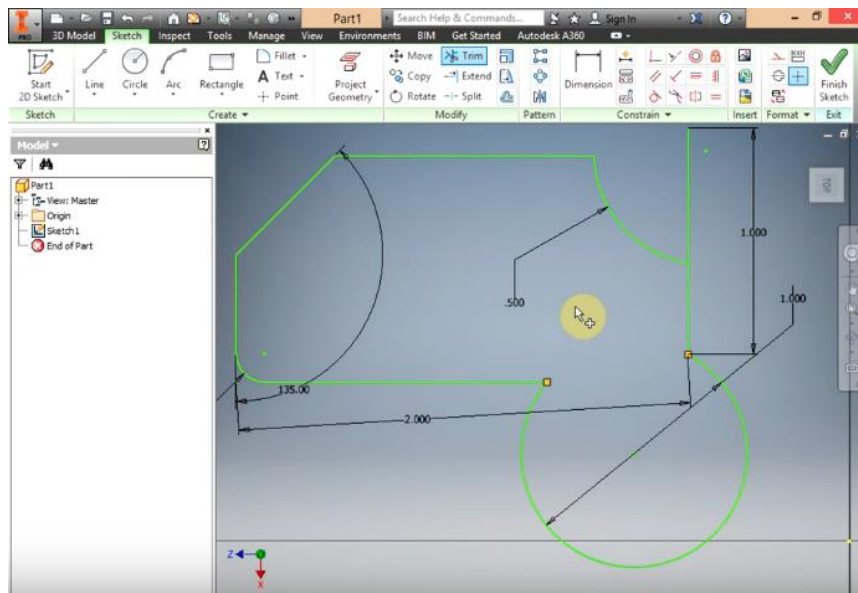 Part1 Search Help & Commands... Sign In
PRO 3D Model Sketch Inspect Tools Manage View Environments BIM Get Started Autodesk A360
Start 2D Sketch Line Circle Arc Rectangle Fillet Text Point Project Geometry Move Trim Copy Extend Rotate Split Dimension Finish Sketch
Sketch Create Modify Pattern Constrain Insert Format Exit
Model
Part1
View: Master
Origin
Sketch1
End of Part
TOP
1.000
1.000
.500
135.00
2.000
Z
X